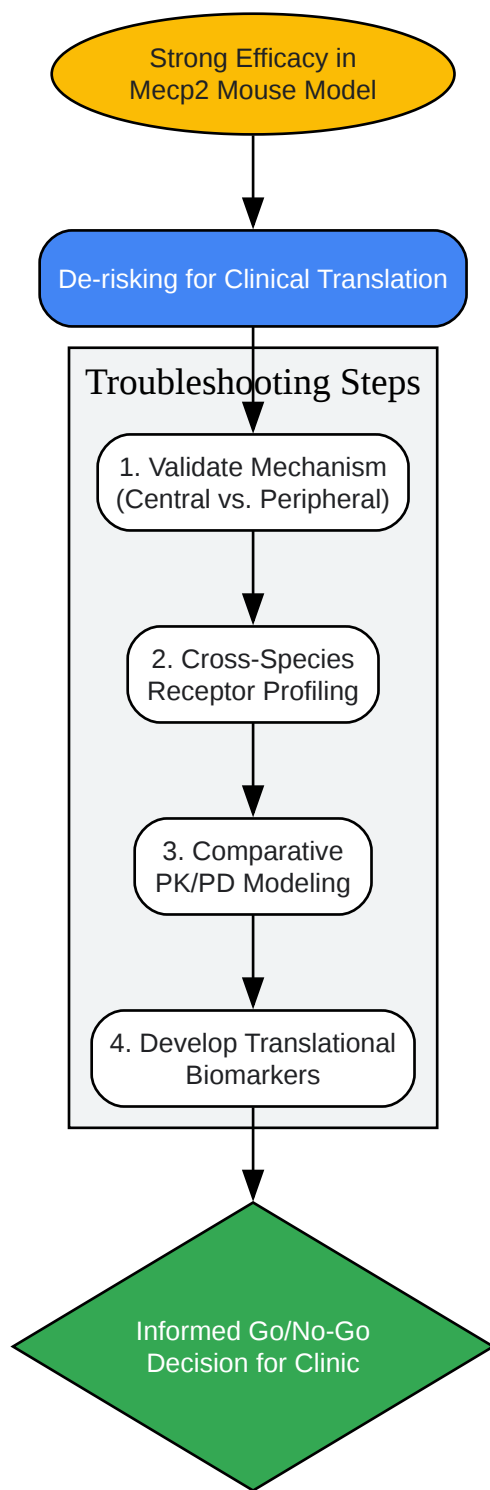 Strong Efficacy in
Mecp2 Mouse Model
De-risking for Clinical Translation
Troubleshooting Steps
1. Validate Mechanism
(Central vs. Peripheral)
2. Cross-Species
Receptor Profiling
3. Comparative
PK/PD Modeling
4. Develop Translational
Biomarkers
Informed Go/No-Go
Decision for Clinic